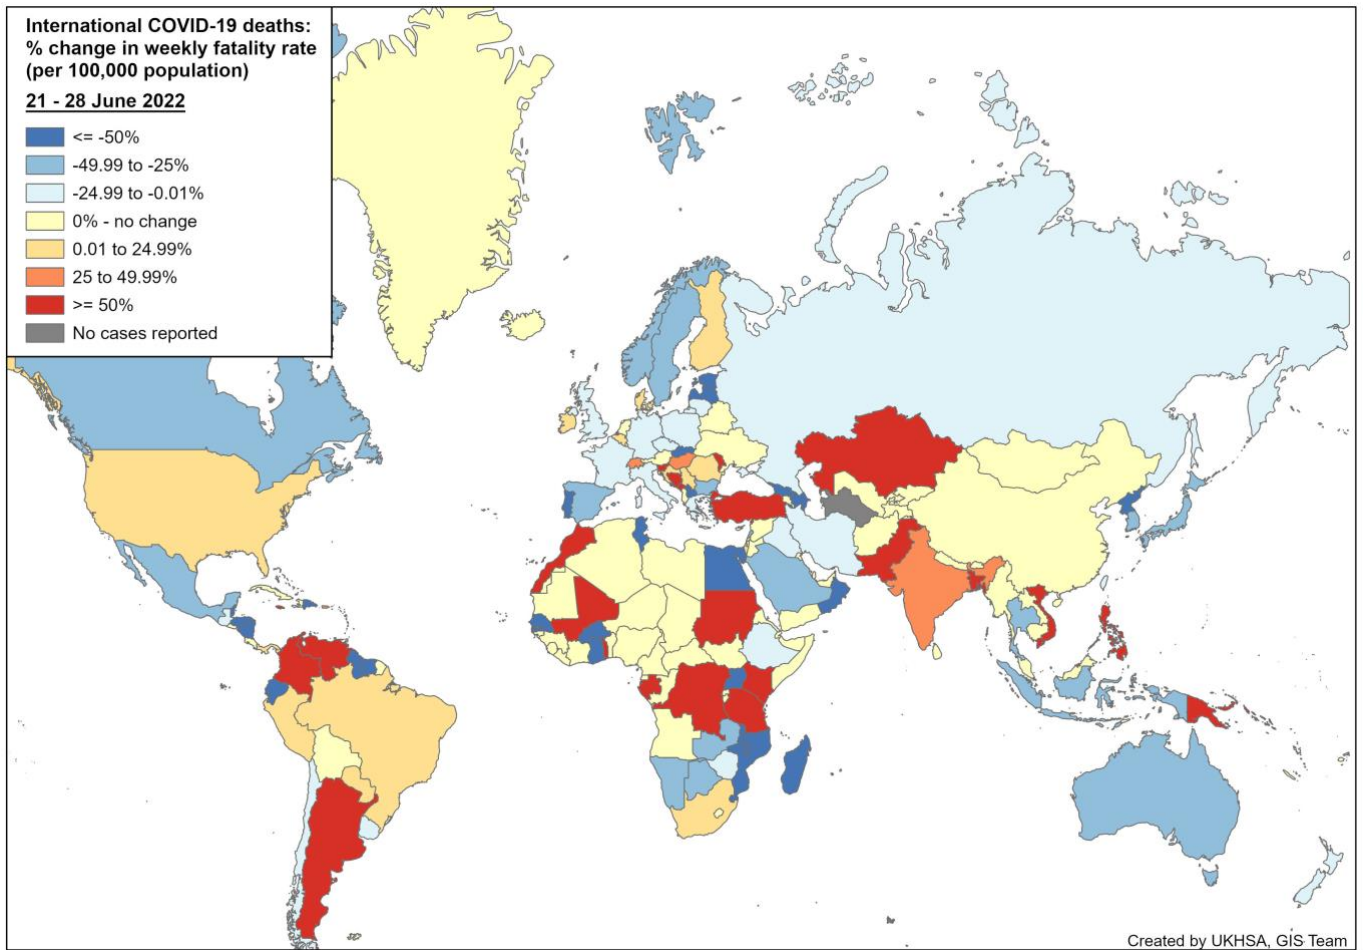 International COVID-19 deaths:
% change in weekly fatality rate
(per 100,000 population)
21 - 28 June 2022
<= -50%
-49.99 to -25%
-24.99 to -0.01%
0% - no change
0.01 to 24.99%
25 to 49.99%
>= 50%
No cases reported
Created by UKHSA, GIS Team